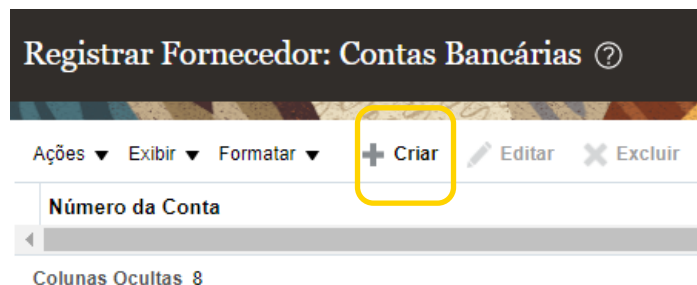 Registrar Fornecedor: Contas Bancárias ?
Ações ▼ Exibir ▼ Formatar ▼ Criar Editar Excluir
Número da Conta
Colunas Ocultas 8